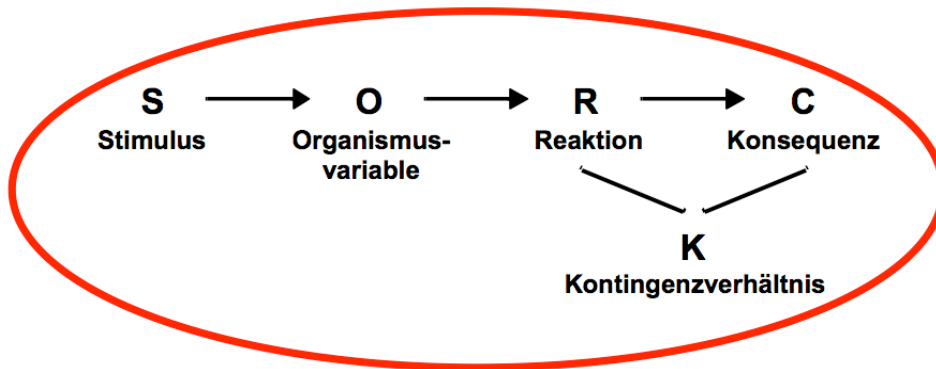 S O R C
Stimulus Organismus- Reaktion Konsequenz
variable
K
Kontingenzverhältnis